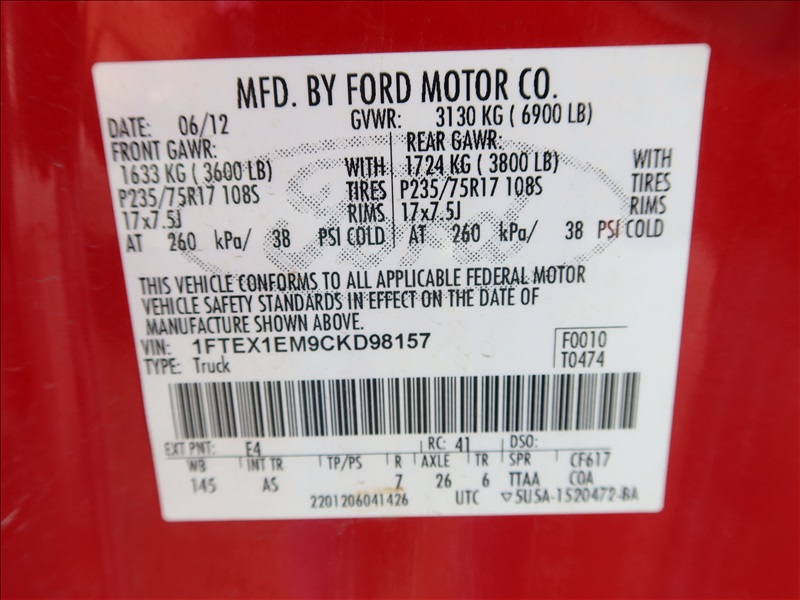 MFD. BY FORD MOTOR CO.
DATE: 06/12 GVWR: 3130 KG ( 6900 LB)
FRONT GAWR: REAR GAWR:
1633 KG ( 3600 LB) WITH 1724 KG ( 3800 LB) WITH
P235/75R17 108S TIRES P235/75R17 108S TIRES
17x7.5J RIMS 17x7.5J RIMS
AT 260 kPa/ 38 PSI COLD AT 260 kPa/ 38 PSI COLD
THIS VEHICLE CONFORMS TO ALL APPLICABLE FEDERAL MOTOR
VEHICLE SAFETY STANDARDS IN EFFECT ON THE DATE OF
MANUFACTURE SHOWN ABOVE.
VIN: 1FTEX1EM9CKD98157 F0010
TYPE: Truck T0474
EXT PNT: E4 RC: 41 DSO:
WB INT TR TP/PS R AXLE TR SPR CF617
145 AS 7 26 6 TTAA COA
2201206041426 UTC ▽5U5A-1520472-BA